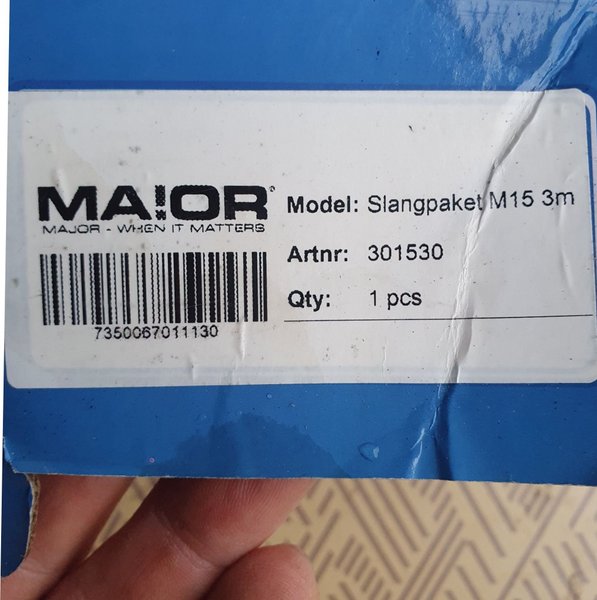 MA!OR®
MAJOR - WHEN IT MATTERS
7350067011130
Model: Slangpaket M15 3m
Artnr: 301530
Qty: 1 pcs